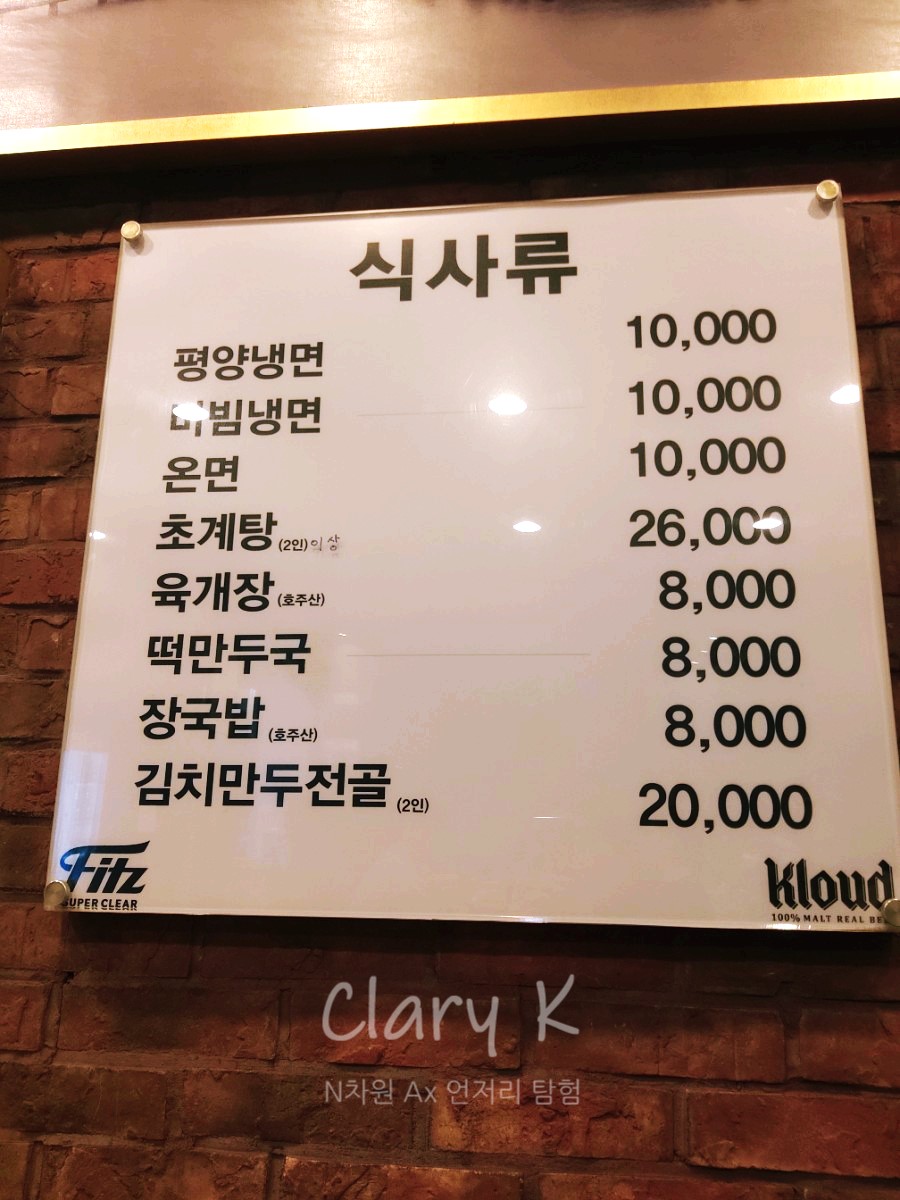 식사류
평양냉면 10,000
비빔냉면 10,000
온면 10,000
초계탕 (2인)이상 26,000
육개장 (호주산) 8,000
떡만두국 8,000
장국밥 (호주산) 8,000
김치만두전골 (2인) 20,000
Fitz
SUPER CLEAR
Kloud
100% MALT REAL
Clary K
N차원 Ax 언저리 탐험